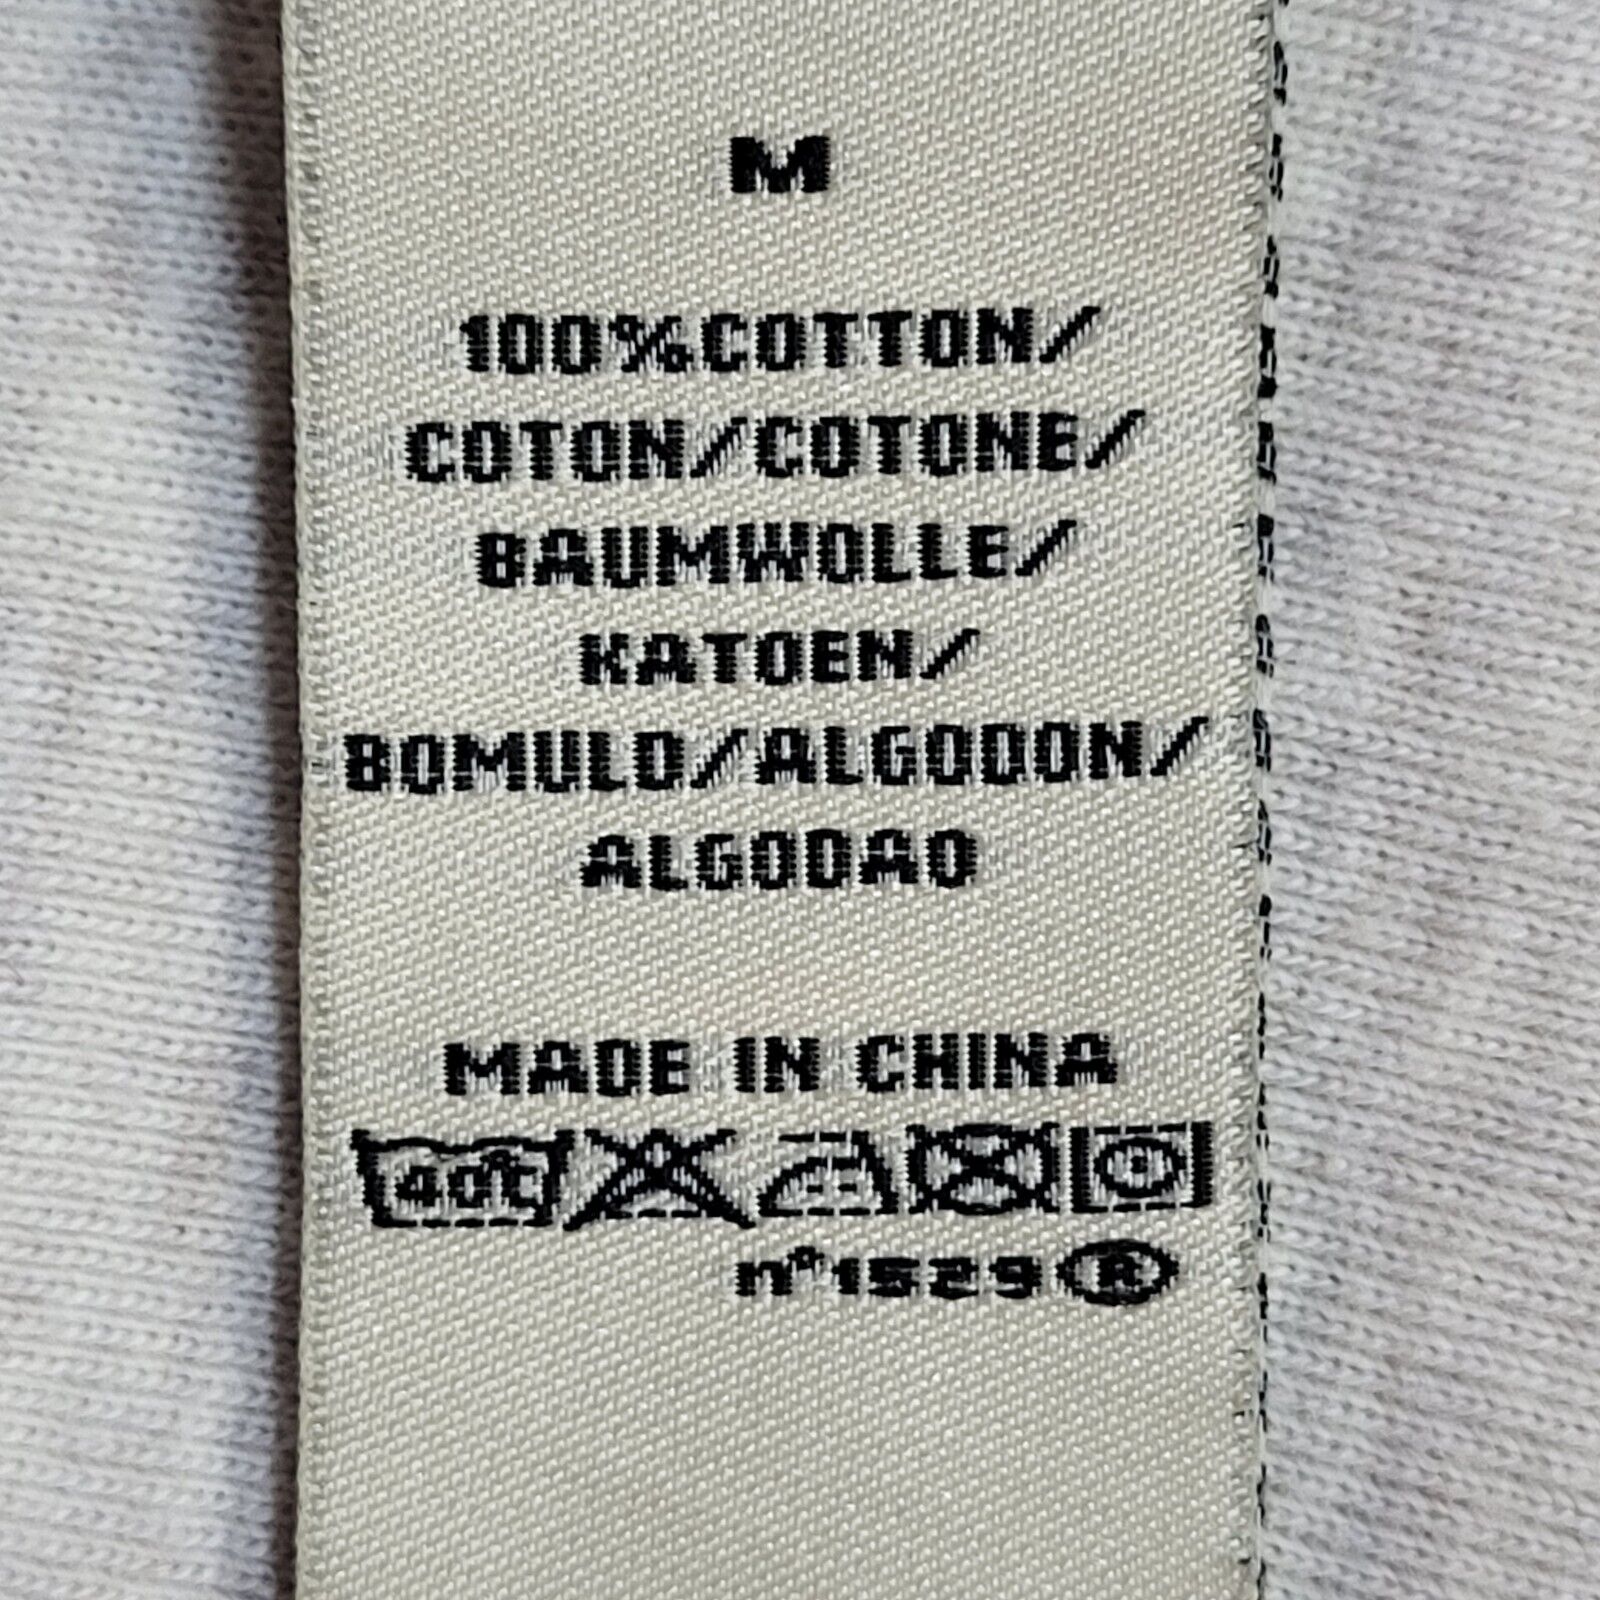 M
100%COTTON/
COTON/COTONE/
BAUMWOLLE/
KATOEN/
BOMULD/ALGODON/
ALGODAO
MADE IN CHINA
40°C
n°1529®